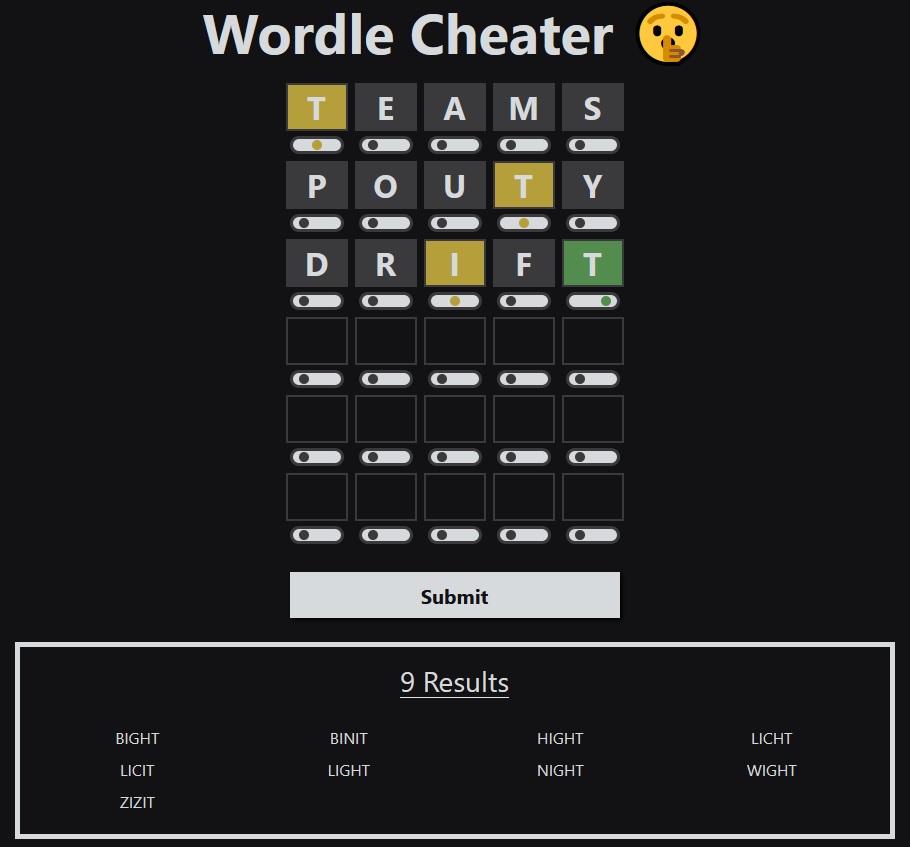 Wordle Cheater
T E A M S
P O U T Y
D R I F T
Submit
9 Results
BIGHT BINIT HIGHT LICHT
LICIT LIGHT NIGHT WIGHT
ZIZIT